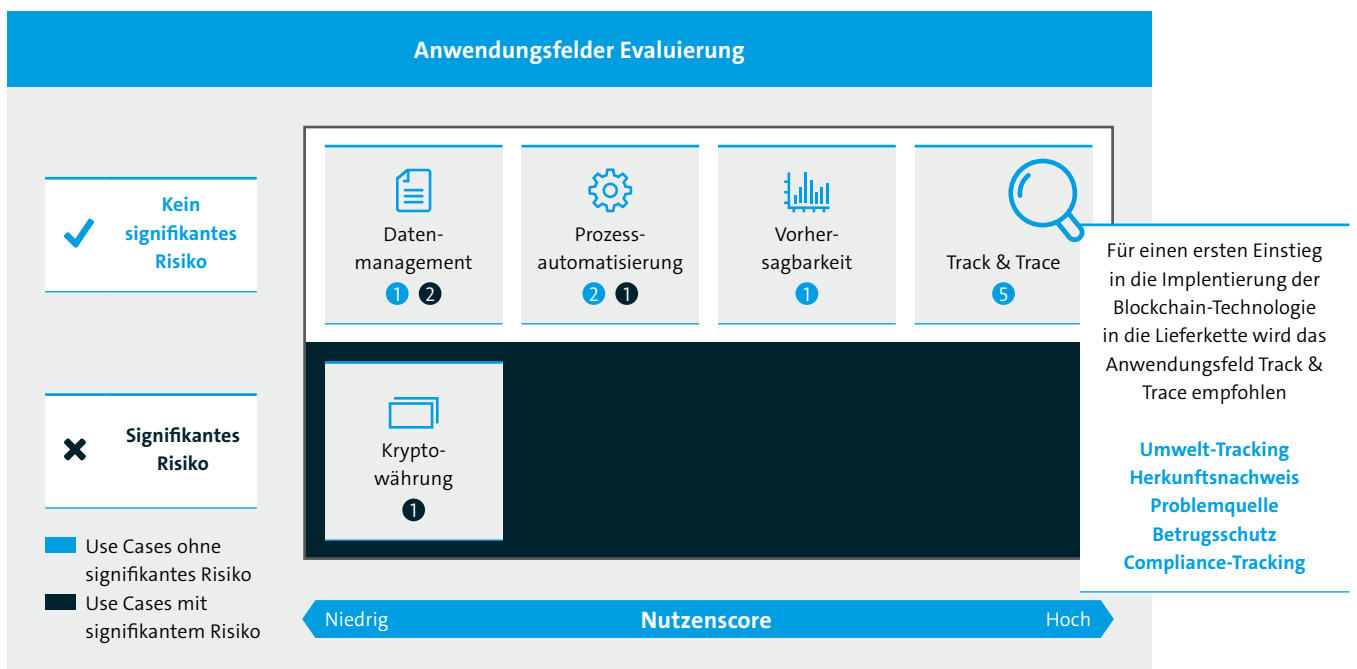 Anwendungsfelder Evaluierung
Kein
signifikantes
Risiko
Daten-
management
1 2
Prozess-
automatisierung
2 1
Vorher-
sagbarkeit
1
Track & Trace
5
Für einen ersten Einstieg
in die Implentierung der
Blockchain-Technologie
in die Lieferkette wird das
Anwendungsfeld Track &
Trace empfohlen
Umwelt-Tracking
Herkunftsnachweis
Problemquelle
Betrugsschutz
Compliance-Tracking
Signifikantes
Risiko
Krypto-
währung
1
Use Cases ohne
signifikantes Risiko
Use Cases mit
signifikantem Risiko
Niedrig
Nutzenscore
Hoch